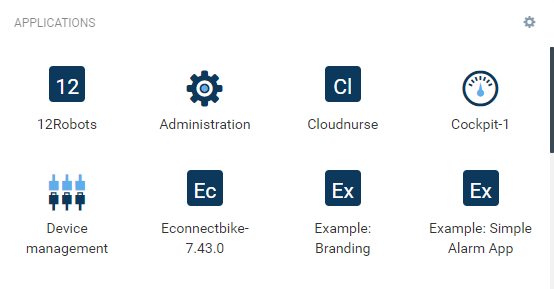 APPLICATIONS
12
Cl
12Robots
Administration
Cloudnurse
Cockpit-1
Ec
Ex
Ex
Device
management
Econnectbike-
7.43.0
Example:
Branding
Example: Simple
Alarm App